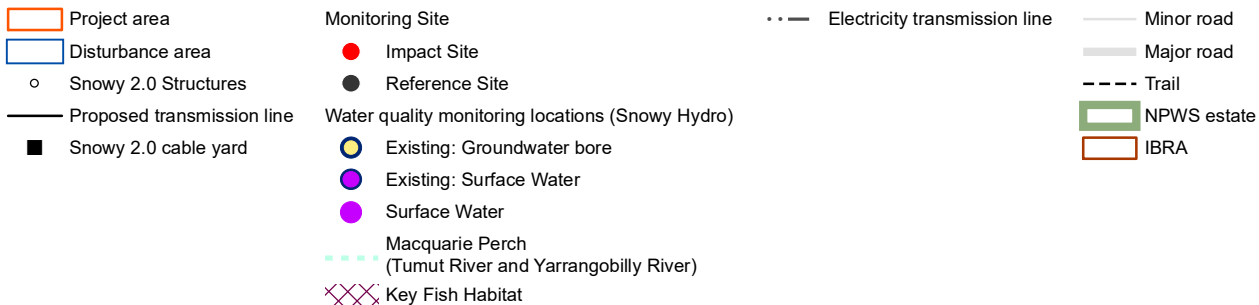 Project area
Disturbance area
Snowy 2.0 Structures
Proposed transmission line
Snowy 2.0 cable yard
Monitoring Site
Impact Site
Reference Site
Water quality monitoring locations (Snowy Hydro)
Existing: Groundwater bore
Existing: Surface Water
Surface Water
Macquarie Perch
(Tumut River and Yarrangobilly River)
Key Fish Habitat
Electricity transmission line
Minor road
Major road
Trail
NPWS estate
IBRA